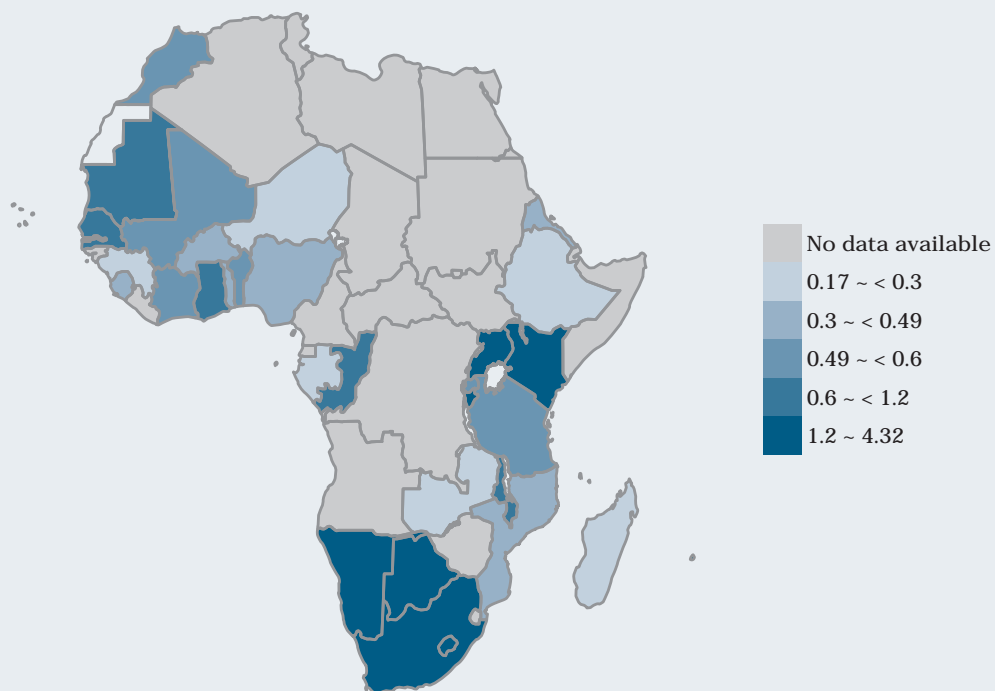 No data available
0.17 ~ < 0.3
0.3 ~ < 0.49
0.49 ~ < 0.6
0.6 ~ < 1.2
1.2 ~ 4.32